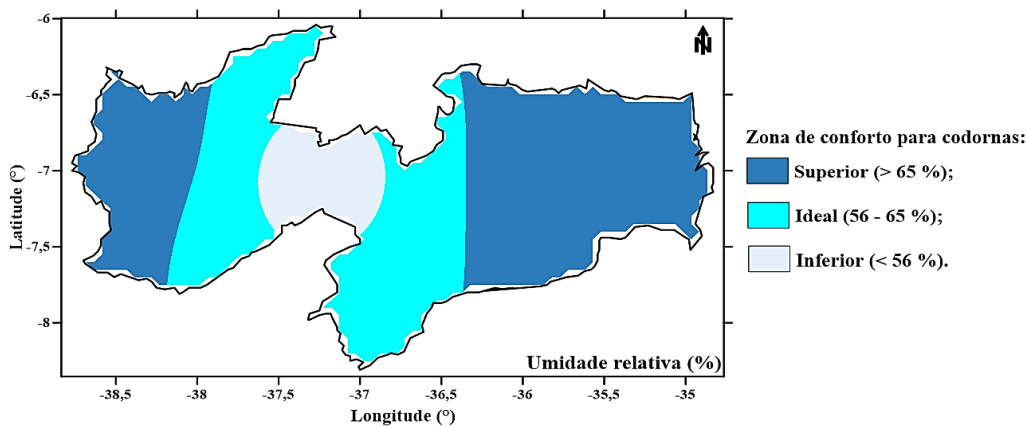 -6
-6,5
-7
-7,5
-8
Latitude (°)
N
Umidade relativa (%)
-38,5
-38
-37,5
-37
-36,5
-36
-35,5
-35
Longitude (°)
Zona de conforto para codornas:
Superior (> 65 %);
Ideal (56 - 65 %);
Inferior (< 56 %).